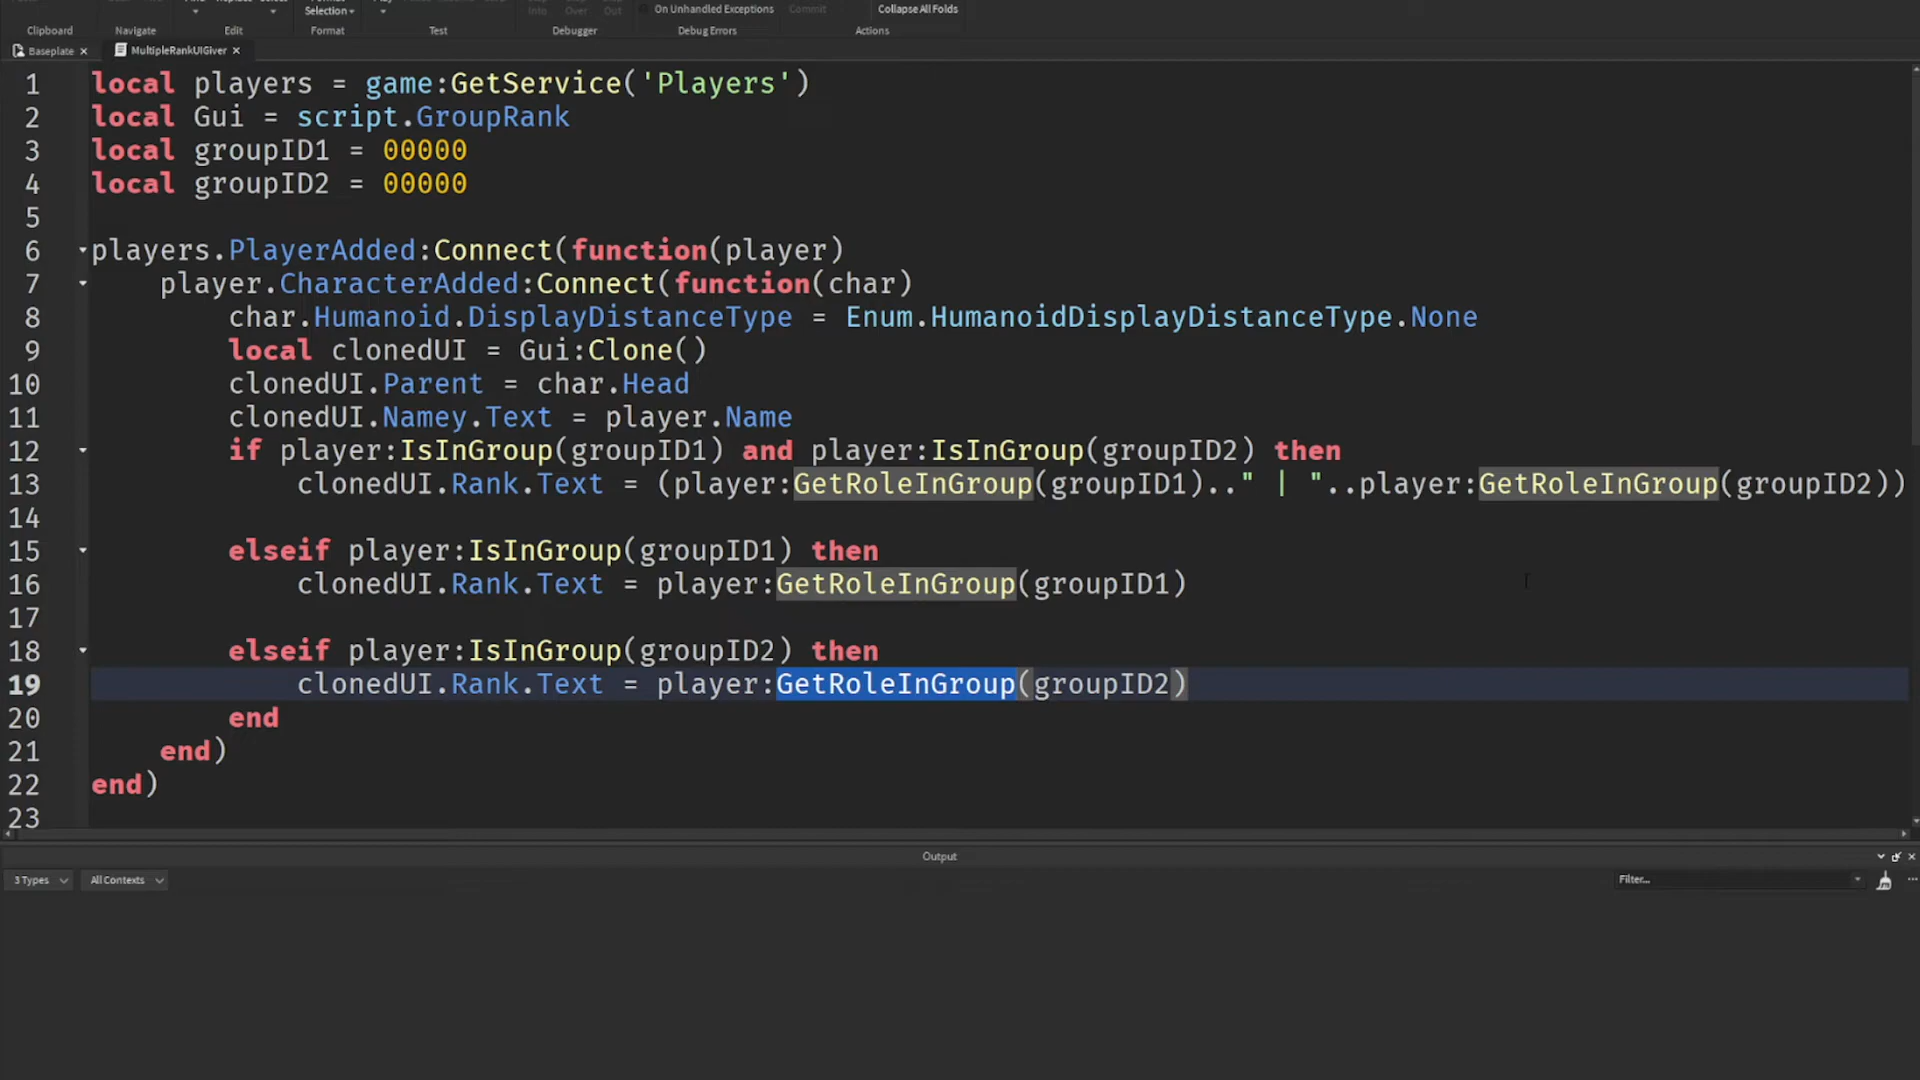 Selection
On Unhandled Exceptions
Commit
Collapse All Folds
Into Over Out
Clipboard Navigate Edit Format Test Debugger Debug Errors Actions
Baseplate × MultipleRankUIGiver ×
1 local players = game:GetService('Players')
2 local Gui = script.GroupRank
3 local groupID1 = 00000
4 local groupID2 = 00000
5
6 players.PlayerAdded:Connect(function(player)
7 player.CharacterAdded:Connect(function(char)
8 char.Humanoid.DisplayDistanceType = Enum.HumanoidDisplayDistanceType.None
9 local clonedUI = Gui:Clone()
10 clonedUI.Parent = char.Head
11 clonedUI.Namey.Text = player.Name
12 if player:IsInGroup(groupID1) and player:IsInGroup(groupID2) then
13 clonedUI.Rank.Text = (player:GetRoleInGroup(groupID1).." | "..player:GetRoleInGroup(groupID2))
14
15 elseif player:IsInGroup(groupID1) then
16 clonedUI.Rank.Text = player:GetRoleInGroup(groupID1)
17
18 elseif player:IsInGroup(groupID2) then
19 clonedUI.Rank.Text = player:GetRoleInGroup(groupID2)
20 end
21 end)
22 end)
23
Output
3 Types All Contexts Filter...